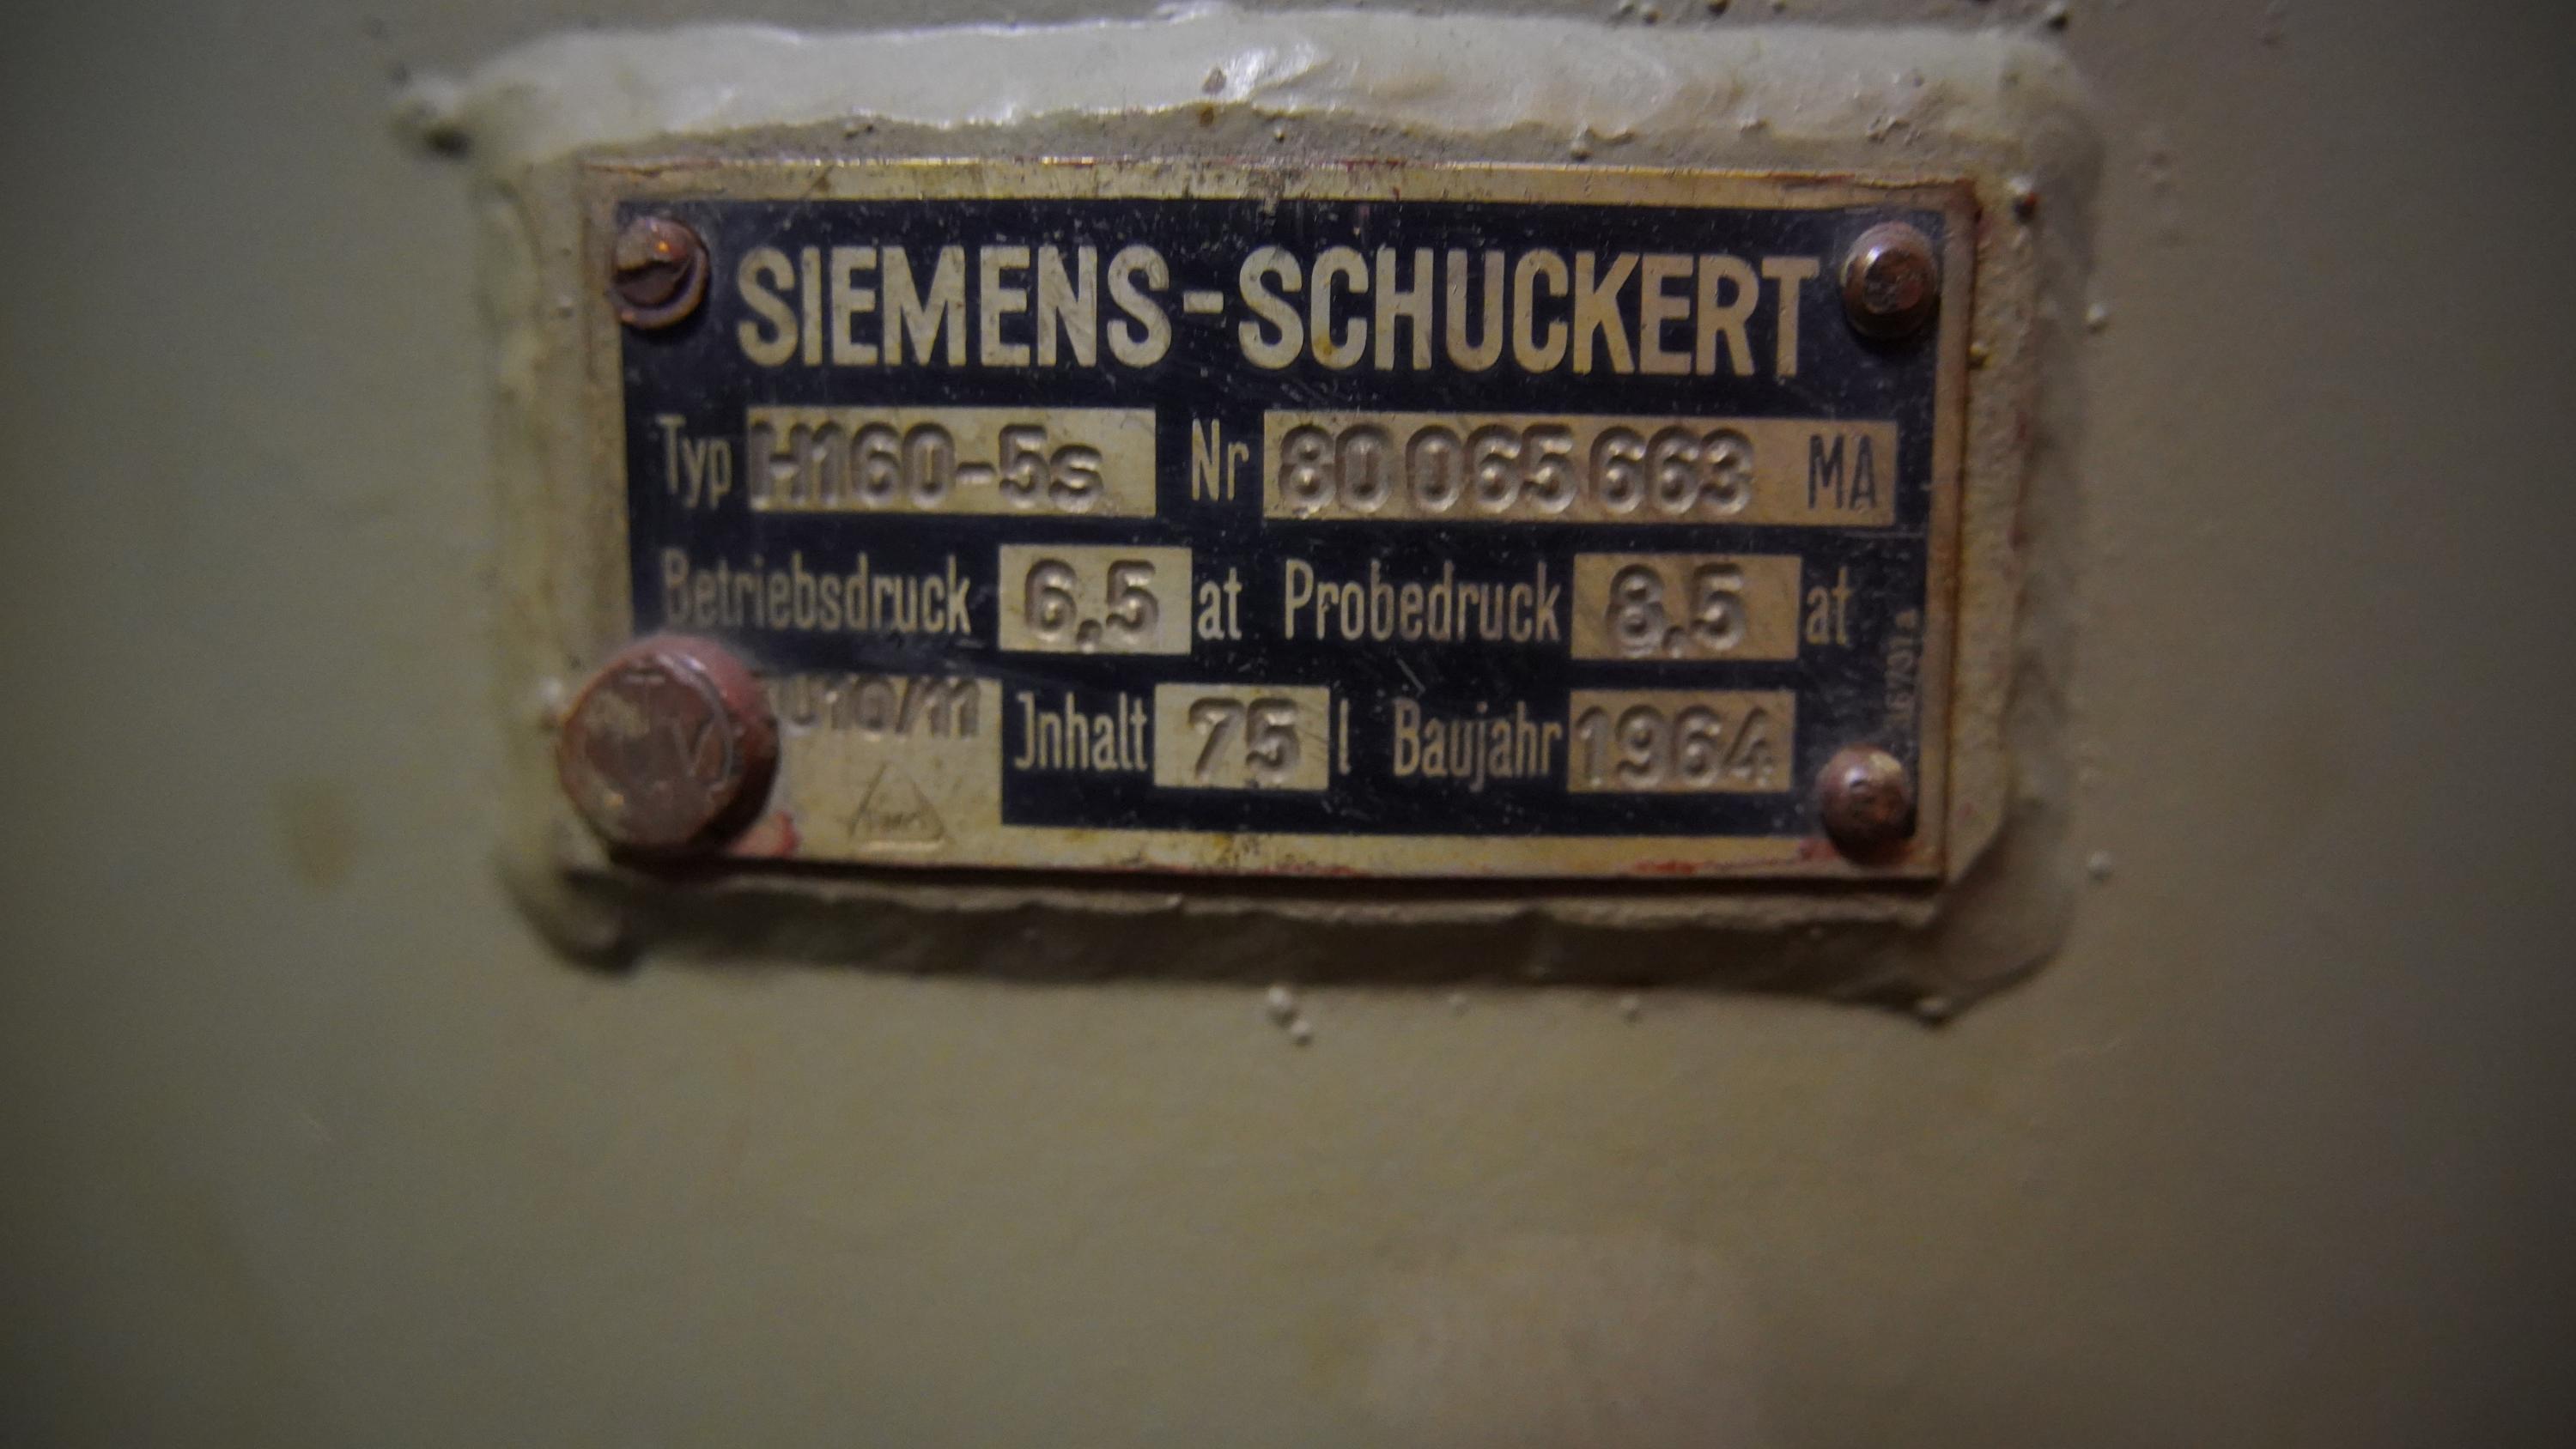 SIEMENS-SCHUCKERT
Typ H160-5s Nr 80 065 663 MA
Betriebsdruck 6,5 at Probedruck 8,5 at
Jnhalt 75 l Baujahr 1964